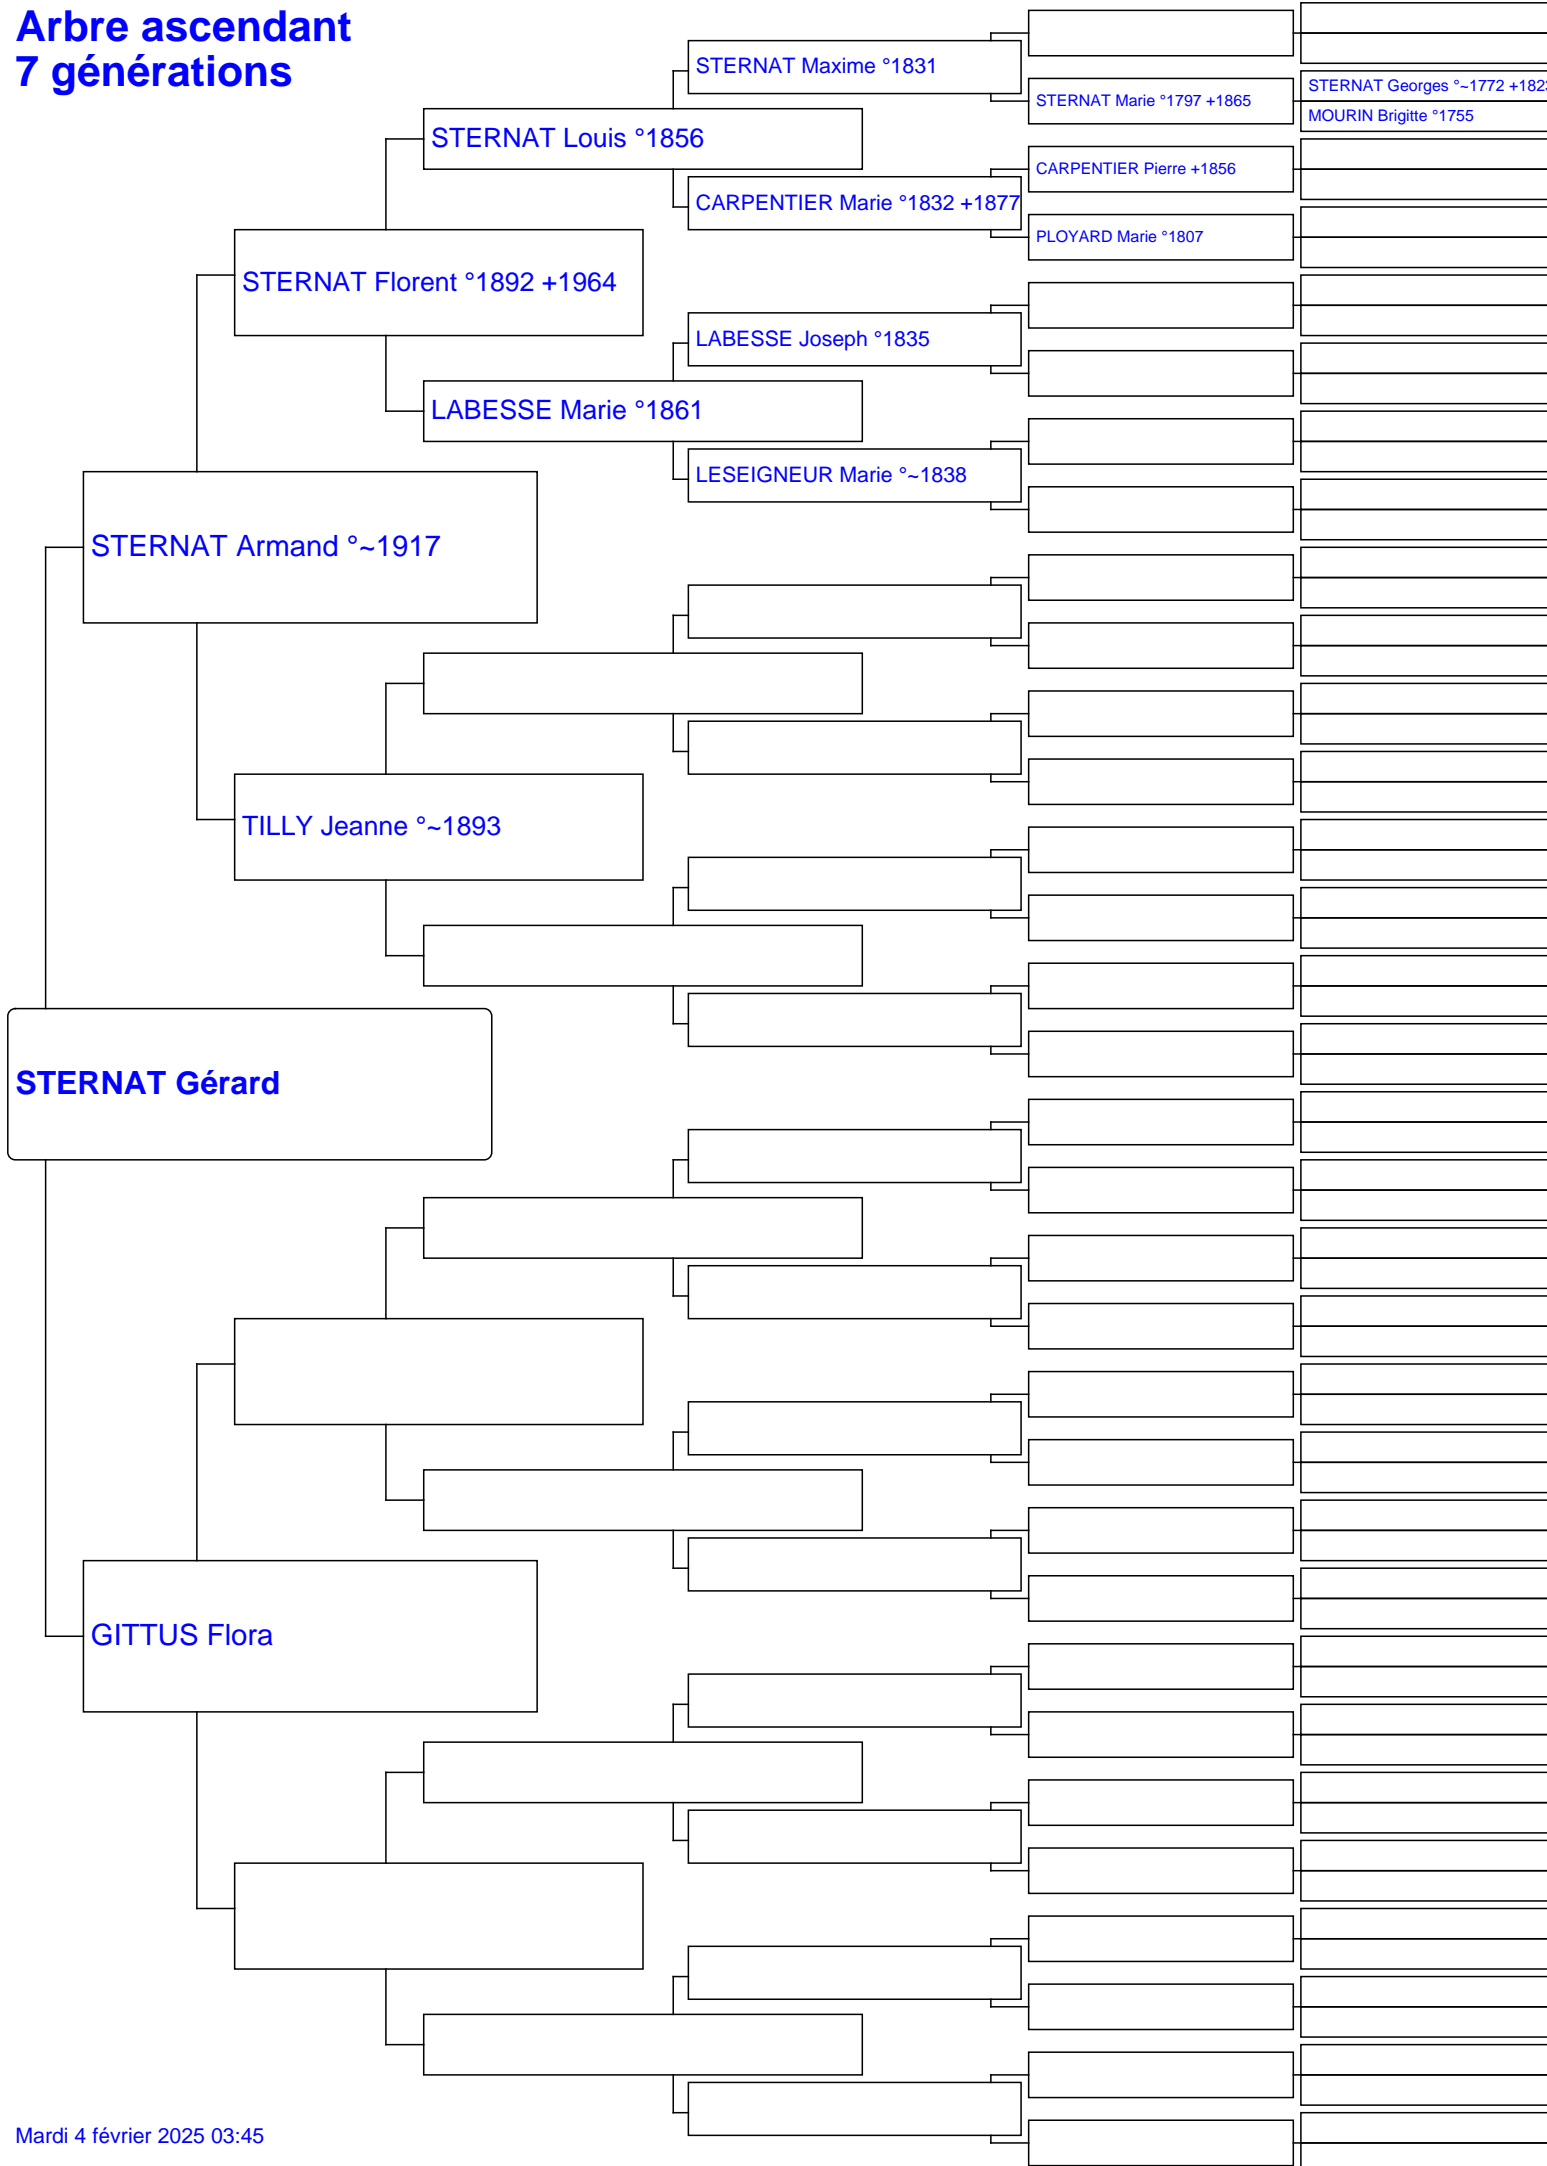 Arbre ascendant
7 générations
STERNAT Maxime °1831
STERNAT Marie °1797 +1865
STERNAT Georges °~1772 +182
MOURIN Brigitte °1755
STERNAT Louis °1856
CARPENTIER Pierre +1856
CARPENTIER Marie °1832 +1877
PLOYARD Marie °1807
STERNAT Florent °1892 +1964
LABESSE Joseph °1835
LABESSE Marie °1861
LESEIGNEUR Marie °~1838
STERNAT Armand °~1917
TILLY Jeanne °~1893
STERNAT Gérard
GITTUS Flora
Mardi 4 février 2025 03:45